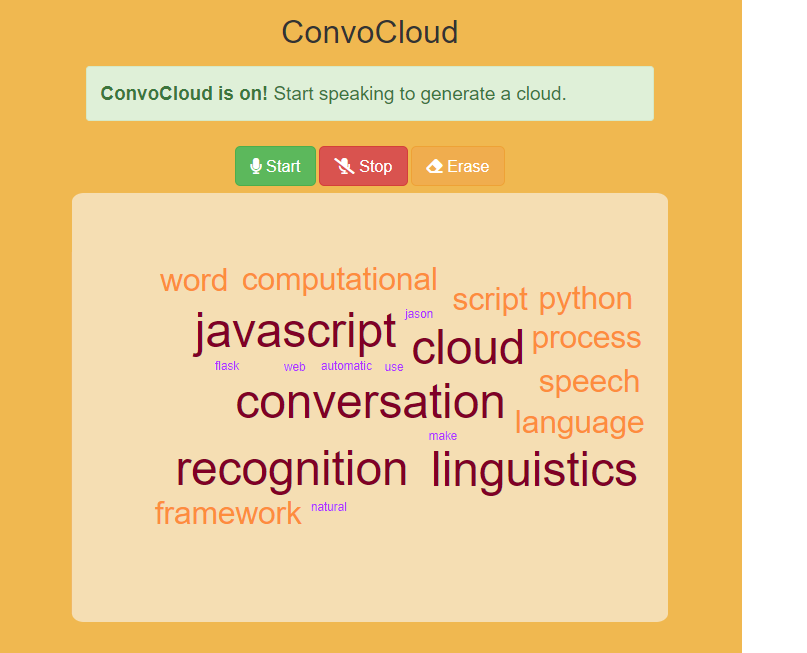 ConvoCloud
ConvoCloud is on! Start speaking to generate a cloud.
Start Stop Erase
word computational
script python
javascript jason
cloud process
flask web automatic use
speech
conversation
language
make
recognition linguistics
framework natural